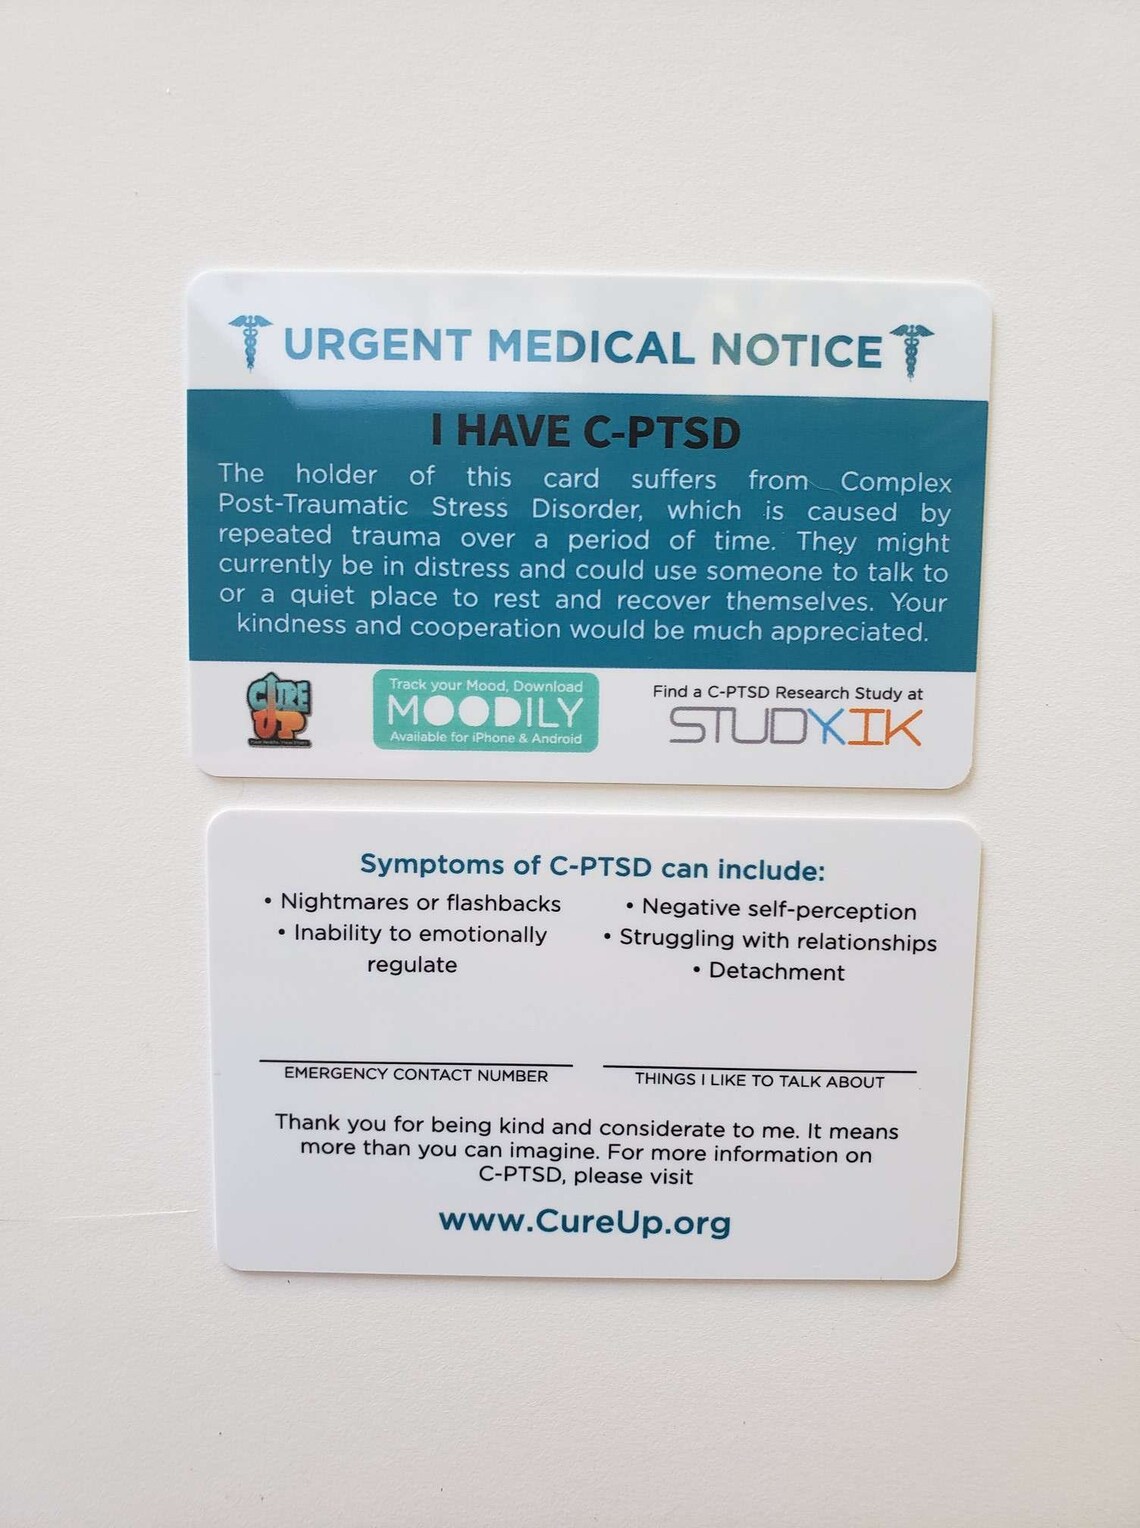 URGENT MEDICAL NOTICE
I HAVE C-PTSD
The holder of this card suffers from Complex
Post-Traumatic Stress Disorder, which is caused by
repeated trauma over a period of time. They might
currently be in distress and could use someone to talk to
or a quiet place to rest and recover themselves. Your
kindness and cooperation would be much appreciated.
CURE
UP
Track your Mood, Download
MOODILY
Available for iPhone & Android
Find a C-PTSD Research Study at
STUDYKIK
Symptoms of C-PTSD can include:
• Nightmares or flashbacks
• Inability to emotionally
regulate
• Negative self-perception
• Struggling with relationships
• Detachment
EMERGENCY CONTACT NUMBER
THINGS I LIKE TO TALK ABOUT
Thank you for being kind and considerate to me. It means
more than you can imagine. For more information on
C-PTSD, please visit
www.CureUp.org